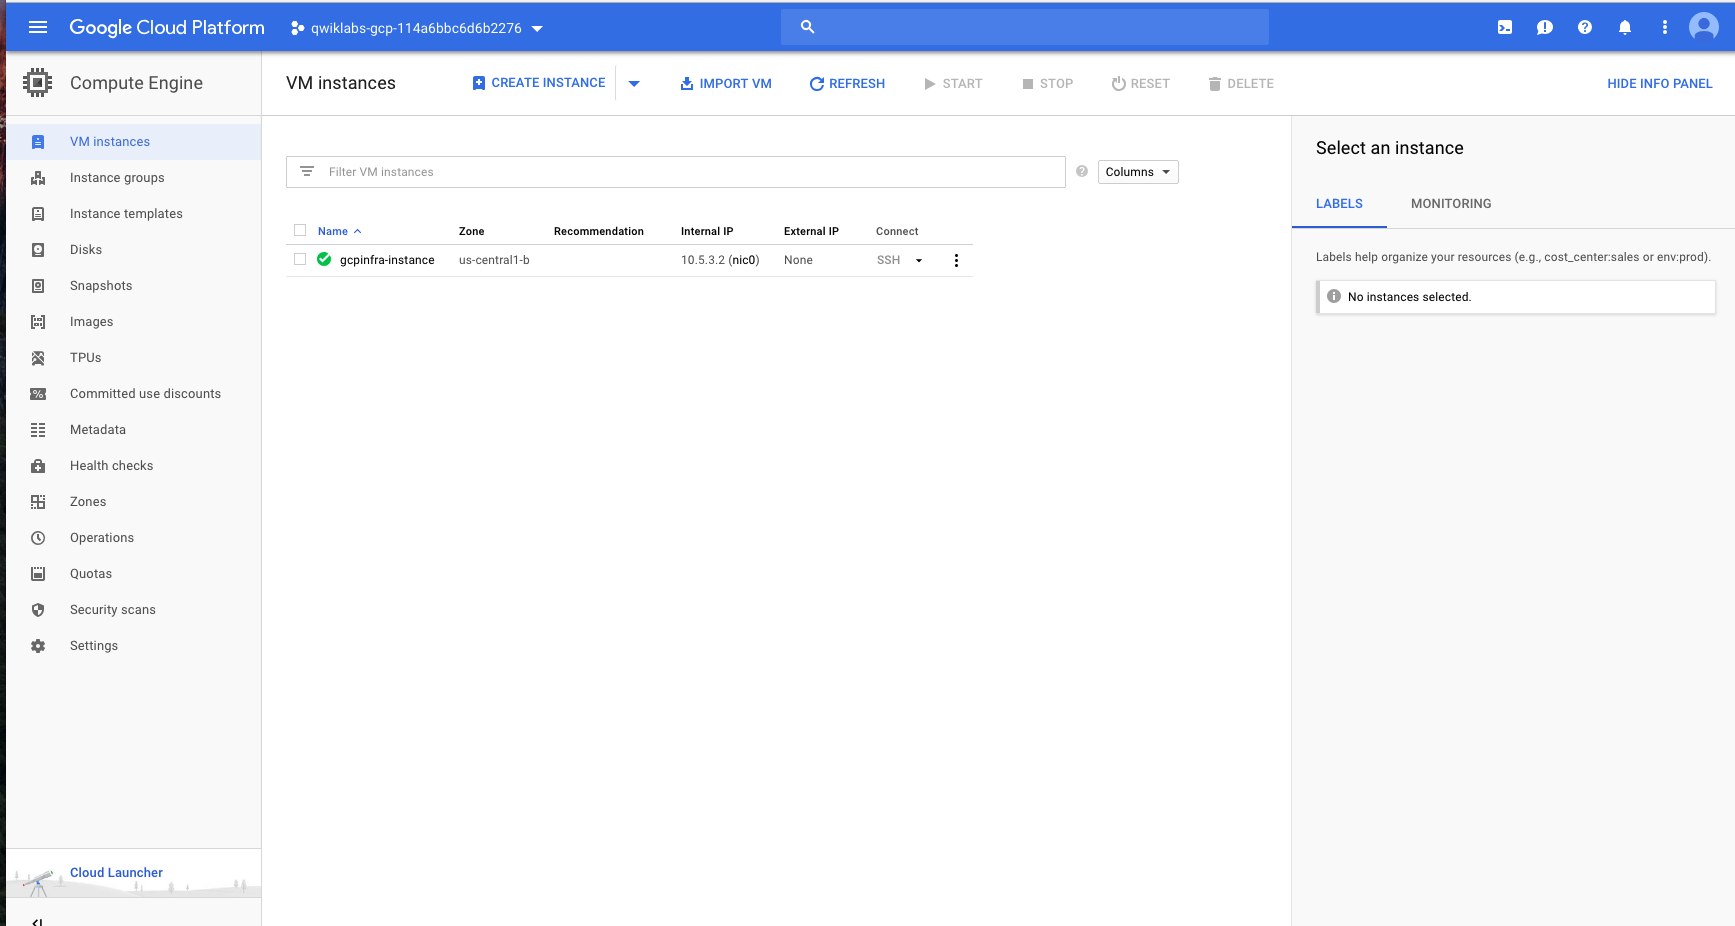 Google Cloud Platform qwiklabs-gcp-114a6bbc6d6b2276
Compute Engine
VM instances
Instance groups
Instance templates
Disks
Snapshots
Images
TPUs
Committed use discounts
Metadata
Health checks
Zones
Operations
Quotas
Security scans
Settings
Cloud Launcher
VM instances CREATE INSTANCE IMPORT VM REFRESH START STOP RESET DELETE HIDE INFO PANEL
Filter VM instances Columns
Name Zone Recommendation Internal IP External IP Connect
gcpinfra-instance us-central1-b 10.5.3.2 (nic0) None SSH
Select an instance
LABELS MONITORING
Labels help organize your resources (e.g., cost_center:sales or env:prod).
No instances selected.